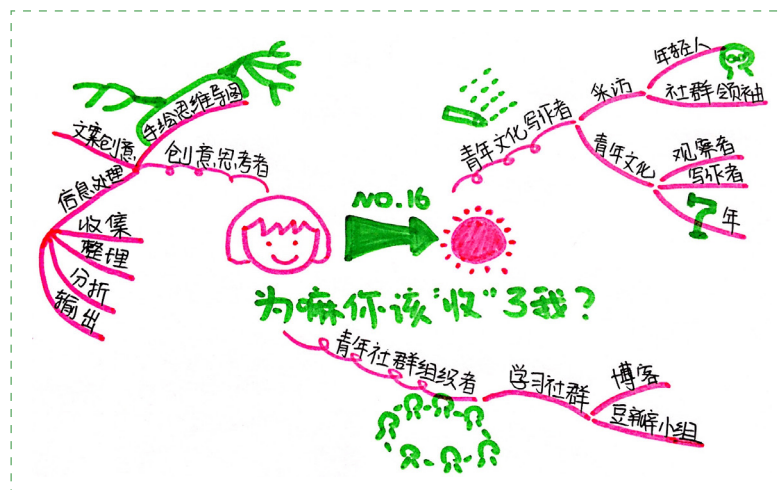 NO.16
为嘛你该“收”了我?
创意思考者
手绘思维导图
文案创意
信息处理
收集
整理
分析
输出
青年文化写作者
采访
年轻人
社群领袖
青年文化
观察者
写作者
7年
青年社群组织者
学习社群
博客
豆瓣小组